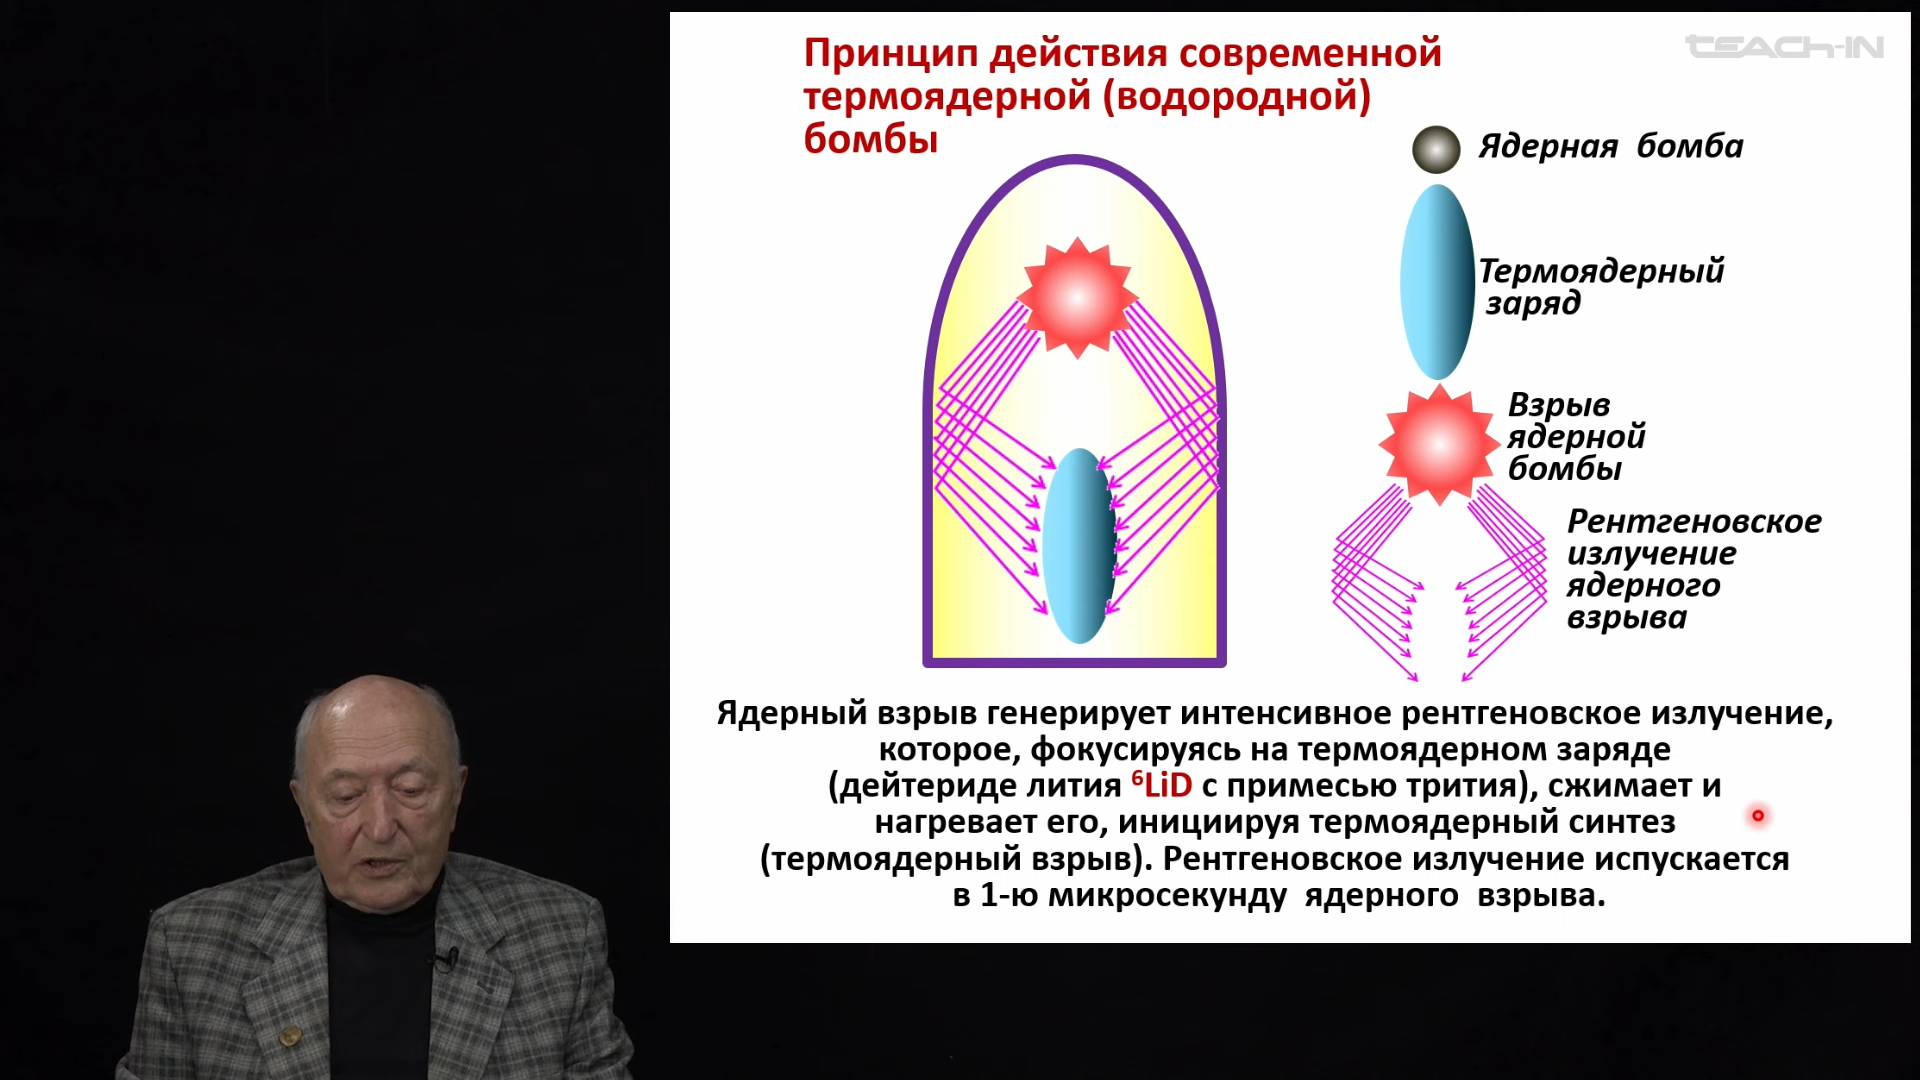 Принцип действия современной
термоядерной (водородной)
бомбы
TEACH-IN
Ядерная бомба
Термоядерный
заряд
Взрыв
ядерной
бомбы
Рентгеновское
излучение
ядерного
взрыва
Ядерный взрыв генерирует интенсивное рентгеновское излучение,
которое, фокусируясь на термоядерном заряде
(дейтериде лития ⁶LiD с примесью трития), сжимает и
нагревает его, инициируя термоядерный синтез
(термоядерный взрыв). Рентгеновское излучение испускается
в 1-ю микросекунду ядерного взрыва.